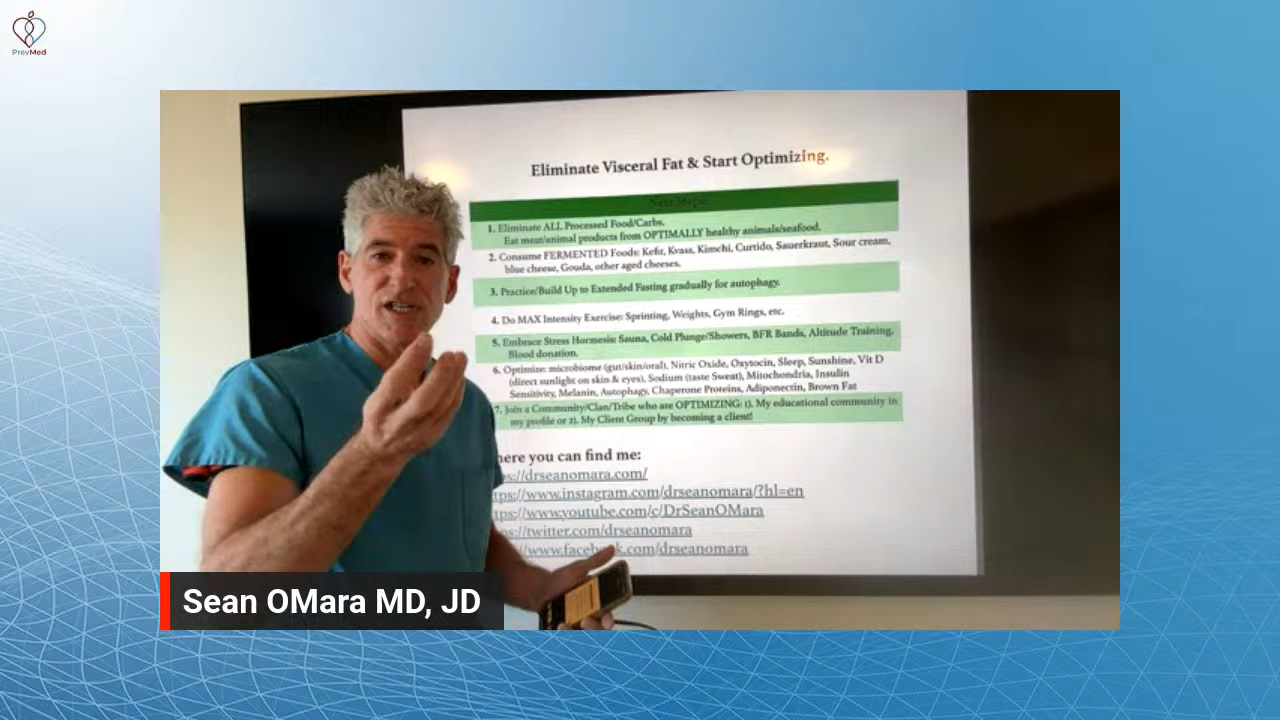 PrevMed
Eliminate Visceral Fat & Start Optimizing.
Next Steps
1. Eliminate ALL Processed Food/Carbs.
Eat meat/animal products from OPTIMALLY healthy animals/seafood.
2. Consume FERMENTED Foods: Kefir, Kvass, Kimchi, Curtido, Sauerkraut, Sour cream,
blue cheese, Gouda, other aged cheeses.
3. Practice/Build Up to Extended Fasting gradually for autophagy.
4. Do MAX Intensity Exercise: Sprinting, Weights, Gym Rings, etc.
5. Embrace Stress Hormesis: Sauna, Cold Plunge/Showers, BFR Bands, Altitude Training,
Blood donation.
6. Optimize: microbiome (gut/skin/oral), Nitric Oxide, Oxytocin, Sleep, Sunshine, Vit D
(direct sunlight on skin & eyes), Sodium (taste Sweat), Mitochondria, Insulin
Sensitivity, Melanin, Autophagy, Chaperone Proteins, Adiponectin, Brown Fat
7. Join a Community/Clan/Tribe who are OPTIMIZING: 1). My educational community in
my profile or 2). My Client Group by becoming a client!
here you can find me:
ps://drseanomara.com/
tps://www.instagram.com/drseanomara/?hl=en
tps://www.youtube.com/c/DrSeanOMara
ps://twitter.com/drseanomara
//www.facebook.com/drseanomara
Sean OMara MD, JD